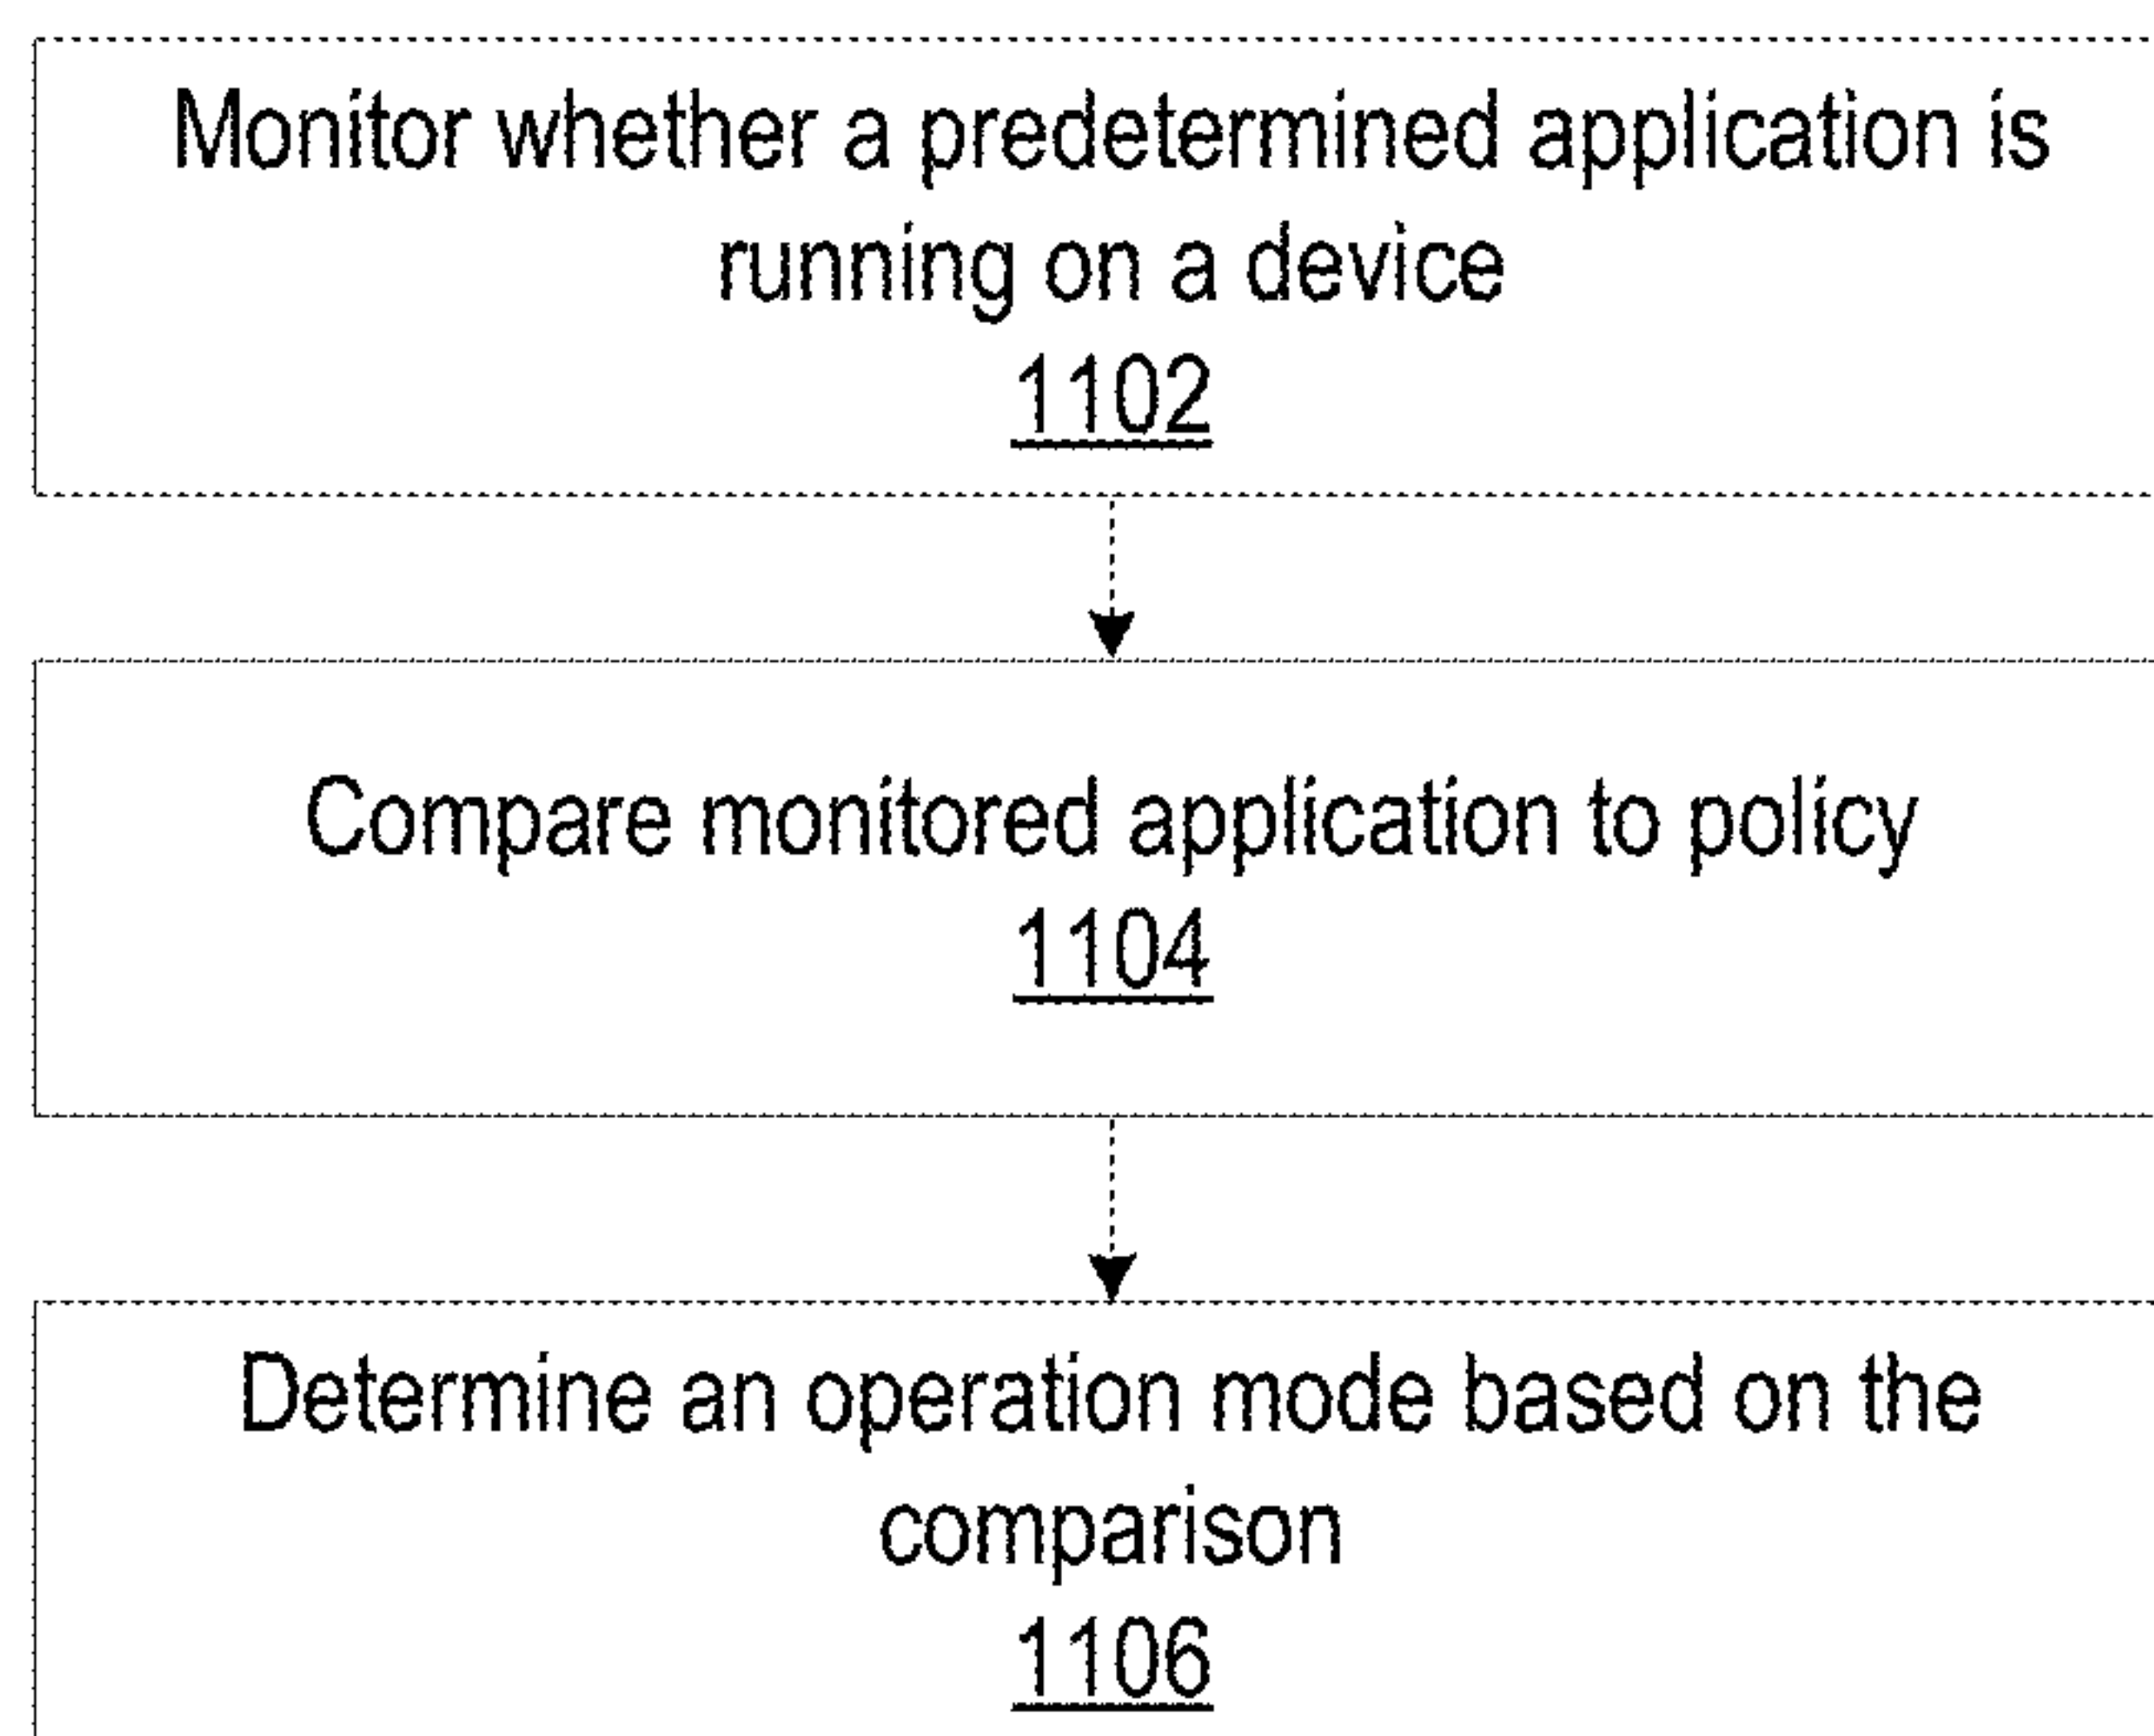 Monitor whether a predetermined application is
running on a device
1102
Compare monitored application to policy
1104
Determine an operation mode based on the
comparison
1106